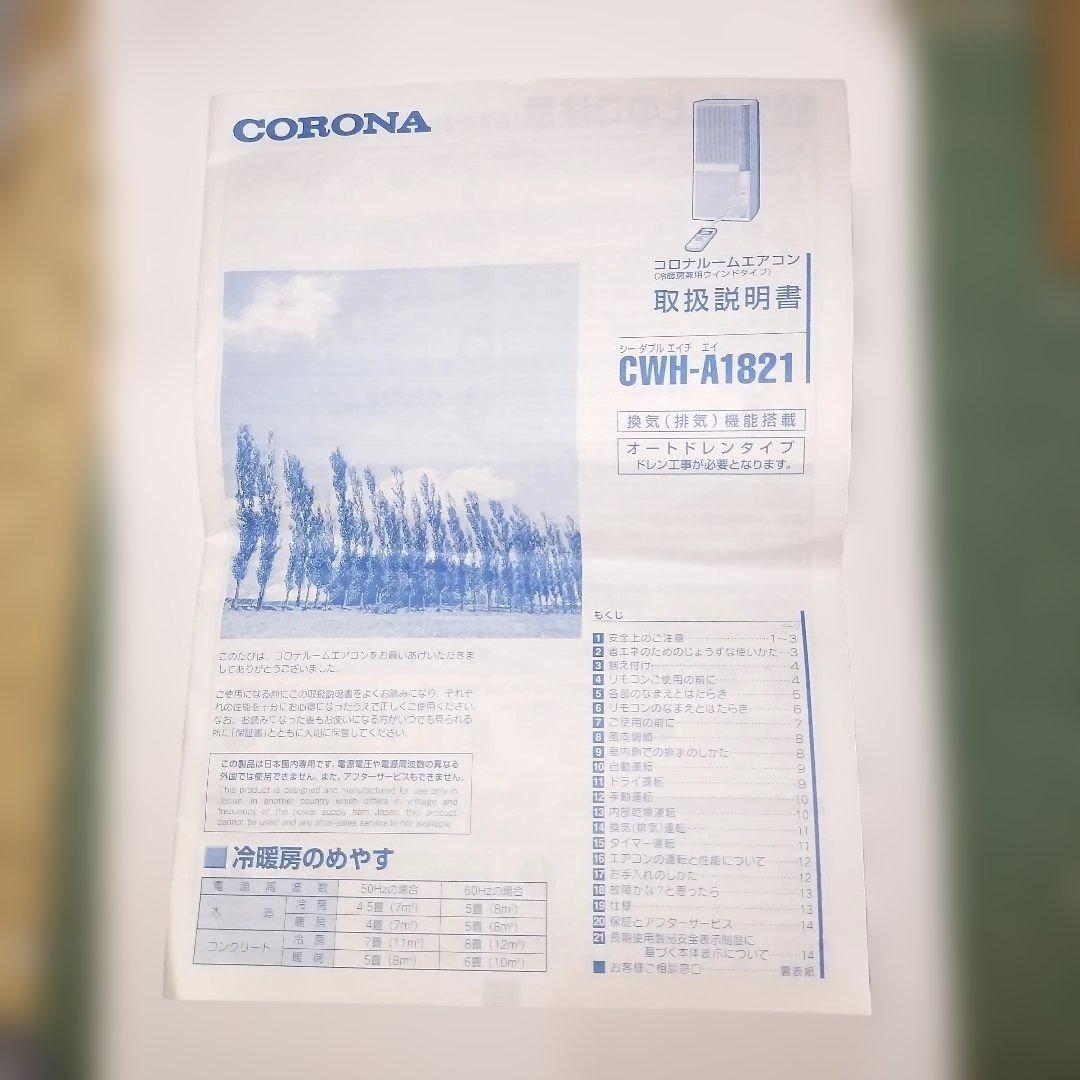 CORONA
コロナルームエアコン
(冷暖房兼用ウインドタイプ)
取扱説明書
シー ダブル エイチ エイ
CWH-A1821
換気(排気)機能搭載
オートドレンタイプ
ドレン工事が必要となります。
このたびは、コロナルームエアコンをお買いあげいただきま
してありがとうございました。
ご使用になる前にこの取扱説明書をよくお読みになり、それぞ
れの性能を十分にお心得になったうえで正しくご使用ください。
なお、お読みになった後もお使いになる方がいつでも見られる
所に「保証書」とともに大切に保管してください。
この製品は日本国内専用です。電源電圧や電源周波数の異なる
外国では使用できません。また、アフターサービスもできません。
This product is designed and manufactured for use only in
Japan. In another country which differs in voltage and
frequency of the power supply from Japan, this product
cannot be used and any after-sales service is not available.
冷暖房のめやす
電源周波数 50Hzの場合 60Hzの場合
木造 冷房 4.5畳(7m²) 5畳(8m²)
暖房 4畳(7m²) 5畳(8m²)
コンクリート 冷房 7畳(11m²) 8畳(12m²)
暖房 5畳(8m²) 6畳(10m²)
もくじ
ページ
1 安全上のご注意……1~3
2 省エネのためのじょうずな使いかた…3
3 据え付け……4
4 リモコンご使用の前に……4
5 各部のなまえとはたらき……5
6 リモコンのなまえとはたらき……6
7 ご使用の前に……7
8 風向調節……8
9 室内側での排水のしかた……8
10 自動運転……9
11 ドライ運転……9
12 手動運転……10
13 内部乾燥運転……10
14 換気(排気)運転……11
15 タイマー運転……11
16 エアコンの運転と性能について……12
17 お手入れのしかた……12
18 故障かな?と思ったら……13
19 仕様……13
20 保証とアフターサービス……14
21 長期使用製品安全表示制度に
基づく本体表示について……14
お客様ご相談窓口……裏表紙